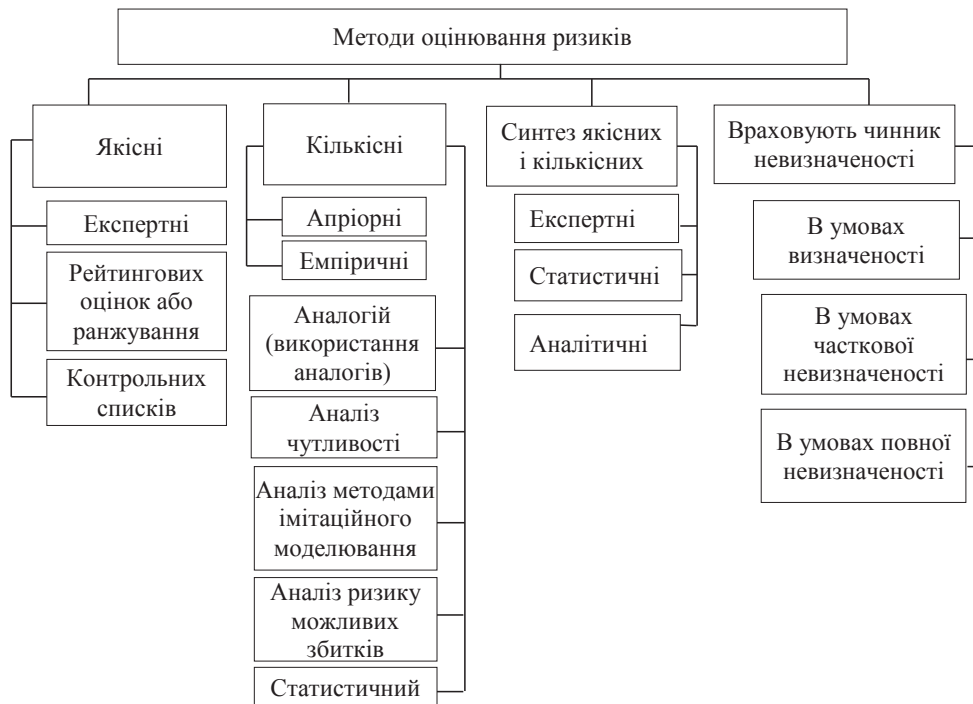 Методи оцінювання ризиків
Якісні
Експертні
Рейтингових
оцінок або
ранжування
Контрольних
списків
Кількісні
Апріорні
Емпіричні
Аналогій
(використання
аналогів)
Аналіз
чутливості
Аналіз методами
імітаційного
моделювання
Аналіз ризику
можливих
збитків
Статистичний
Синтез якісних
і кількісних
Експертні
Статистичні
Аналітичні
Враховують чинник
невизначеності
В умовах
визначеності
В умовах
часткової
невизначеності
В умовах повної
невизначеності